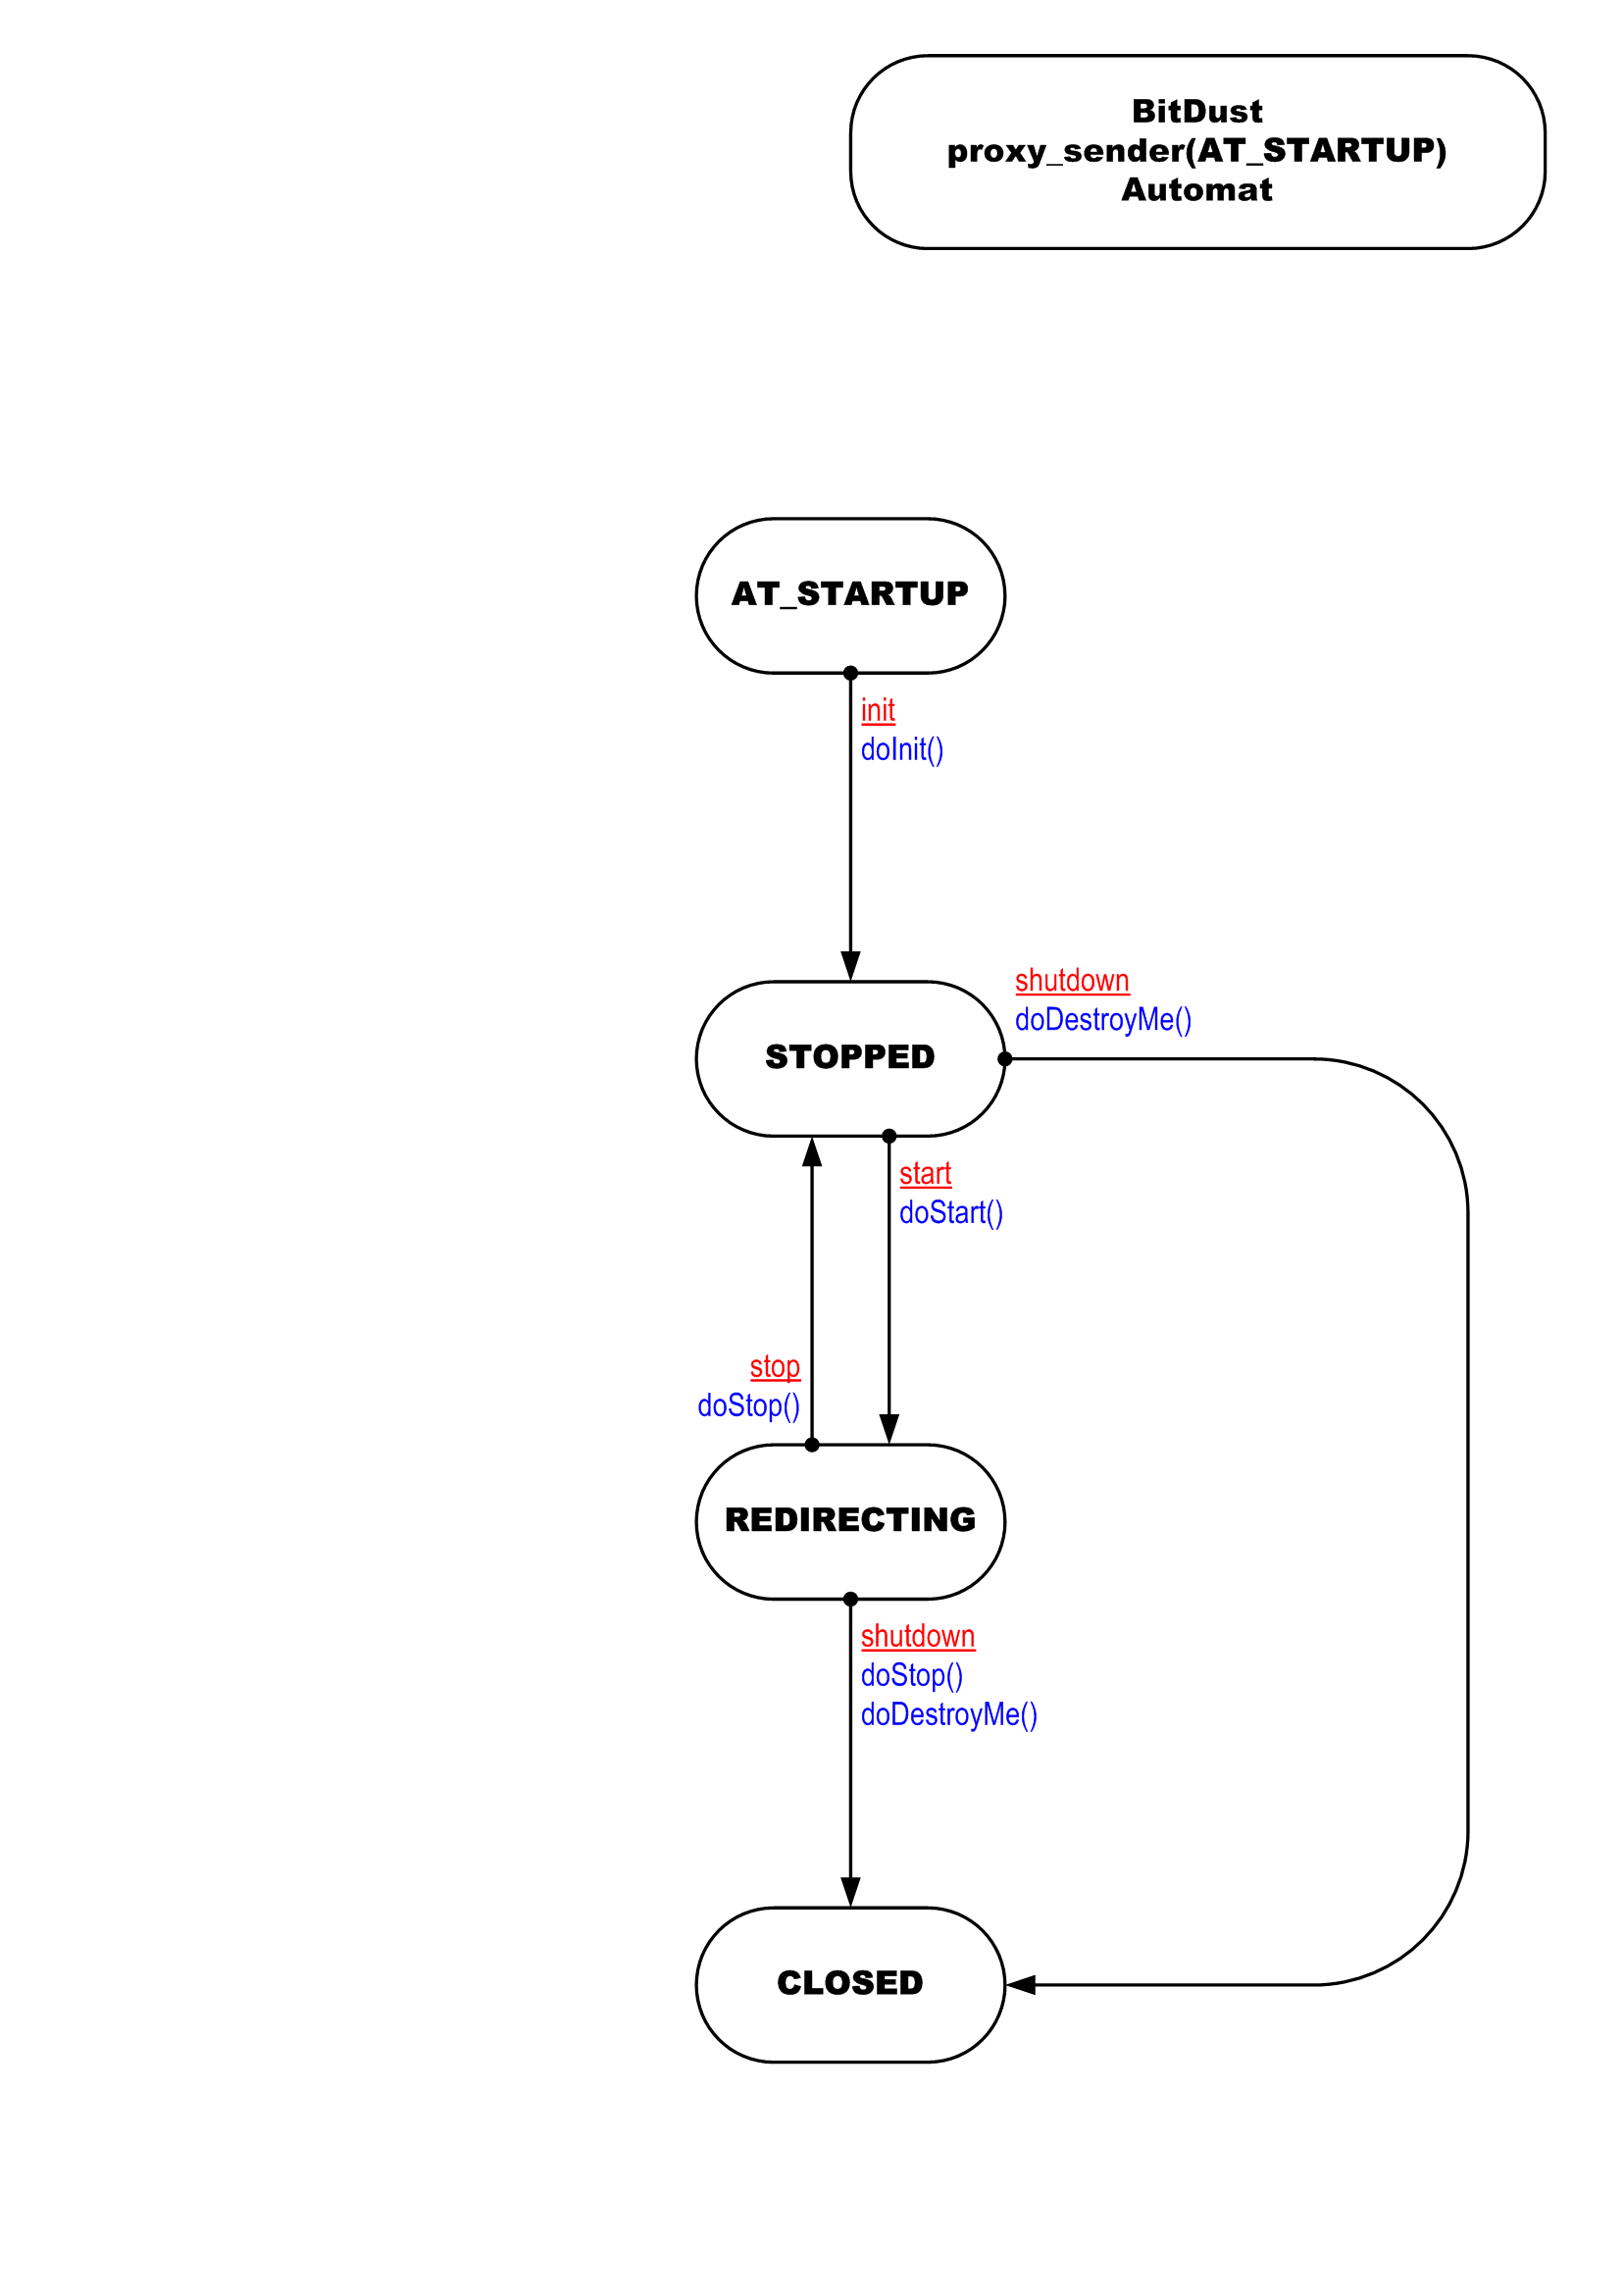 BitDust
proxy_sender(AT_STARTUP)
Automat
AT_STARTUP
init
doInit()
shutdown
doDestroyMe()
STOPPED
start
doStart()
stop
doStop()
REDIRECTING
shutdown
doStop()
doDestroyMe()
CLOSED